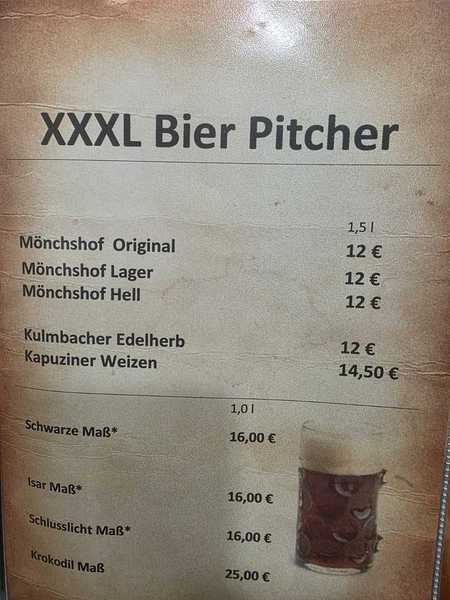 XXXL Bier Pitcher
1,5 l
Mönchshof Original 12 €
Mönchshof Lager 12 €
Mönchshof Hell 12 €
Kulmbacher Edelherb 12 €
Kapuziner Weizen 14,50 €
1,0 l
Schwarze Maß* 16,00 €
Isar Maß* 16,00 €
Schlusslicht Maß* 16,00 €
Krokodil Maß 25,00 €